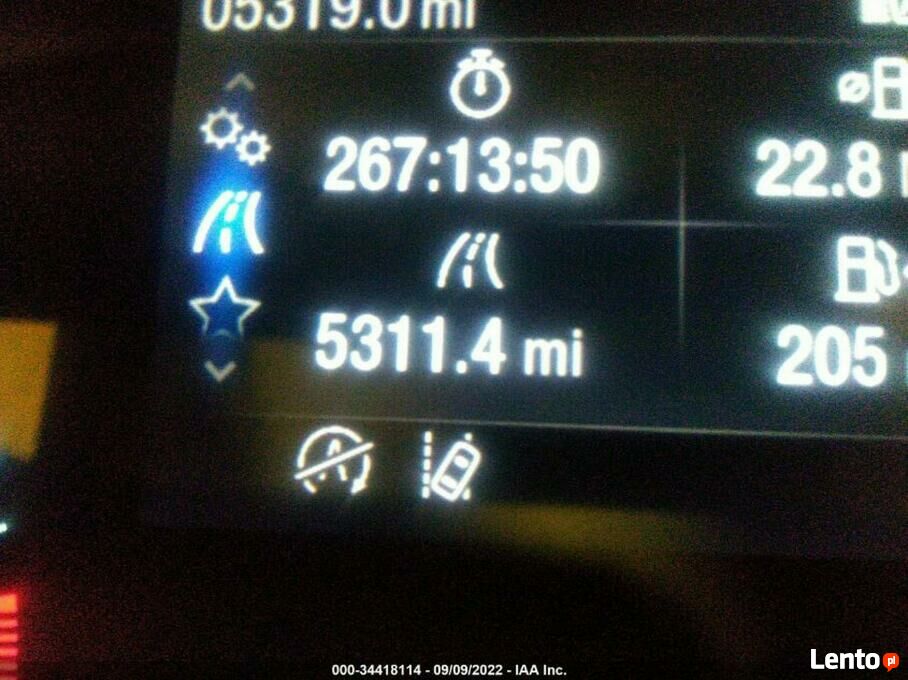 05319.0 mi
267:13:50
22.8
5311.4 mi
205
000-34418114 - 09/09/2022 - IAA Inc.
Lento pl